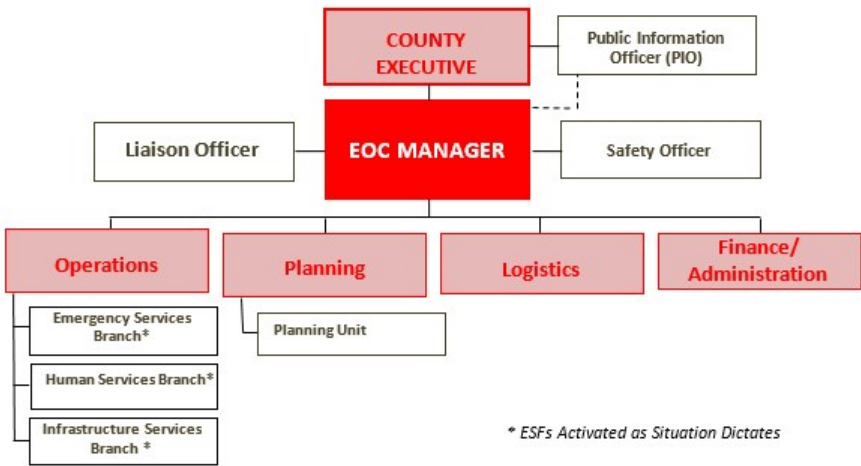 COUNTY
EXECUTIVE
Public Information
Officer (PIO)
Liaison Officer
EOC MANAGER
Safety Officer
Operations
Planning
Logistics
Finance/
Administration
Emergency Services
Branch*
Planning Unit
Human Services Branch*
Infrastructure Services
Branch *
* ESFs Activated as Situation Dictates